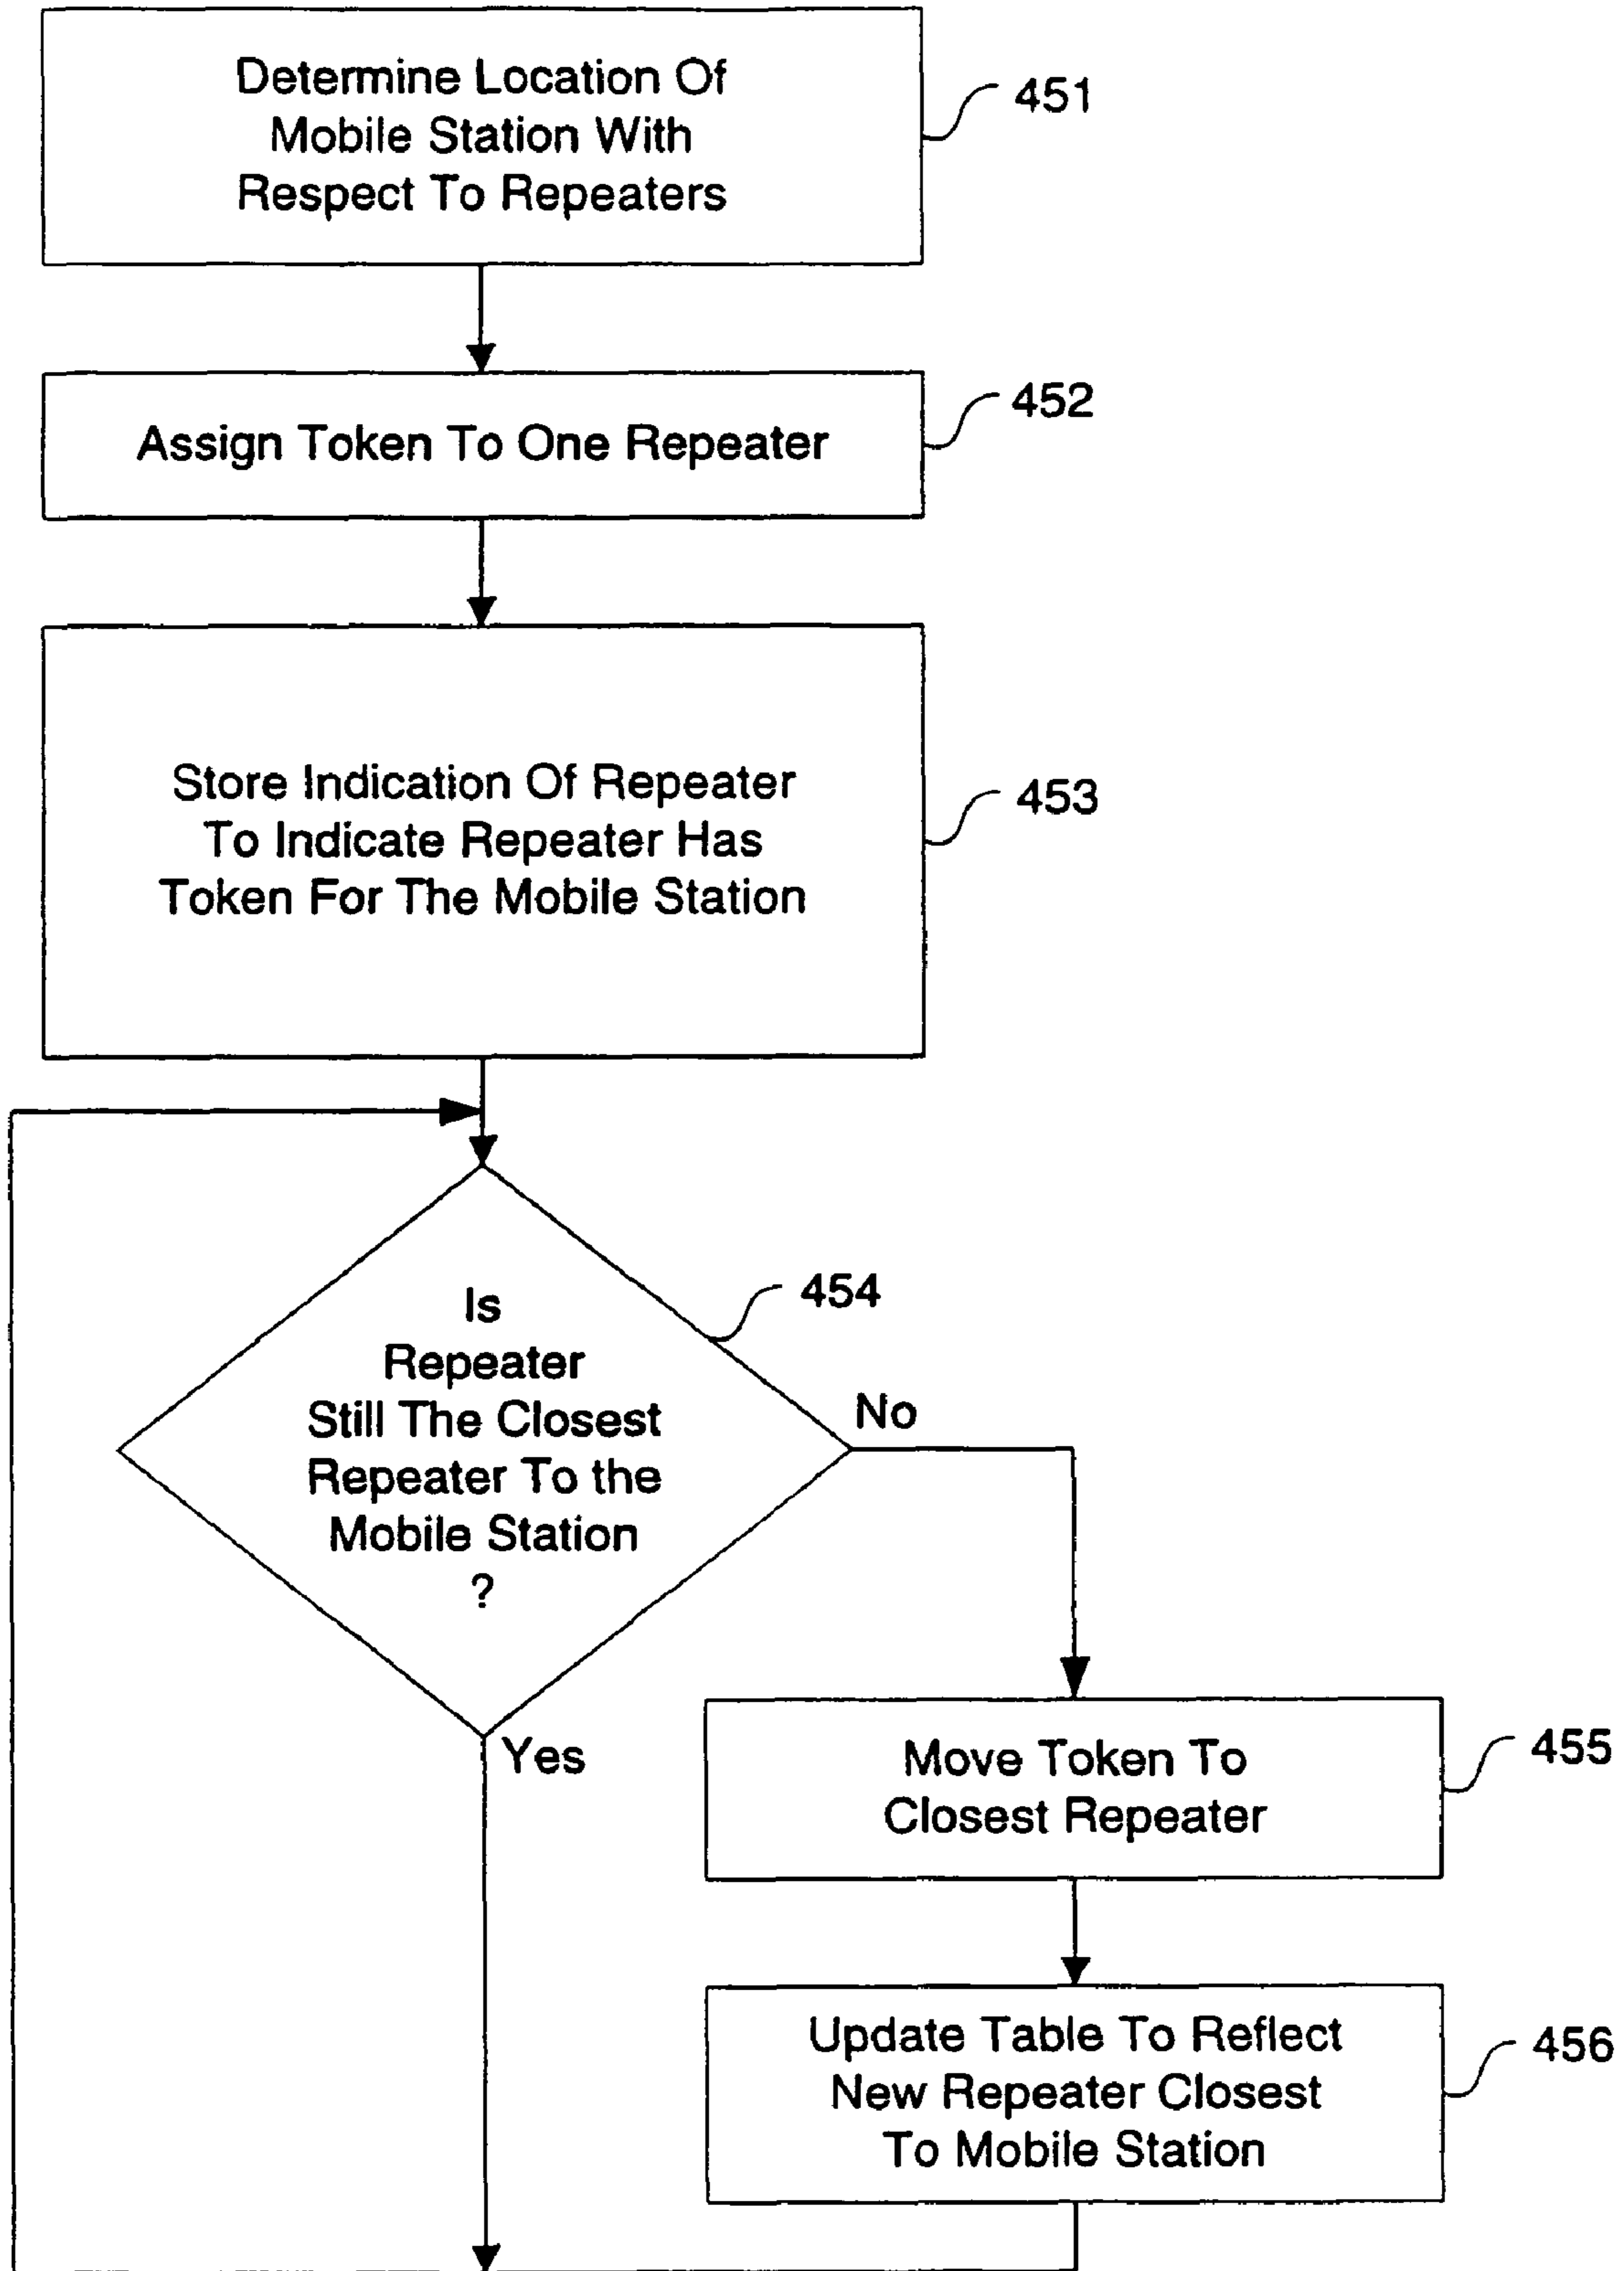 Determine Location Of
Mobile Station With
Respect To Repeaters
451
Assign Token To One Repeater
452
Store Indication Of Repeater
To Indicate Repeater Has
Token For The Mobile Station
453
Is
Repeater
Still The Closest
Repeater To the
Mobile Station
?
454
No
Yes
Move Token To
Closest Repeater
455
Update Table To Reflect
New Repeater Closest
To Mobile Station
456